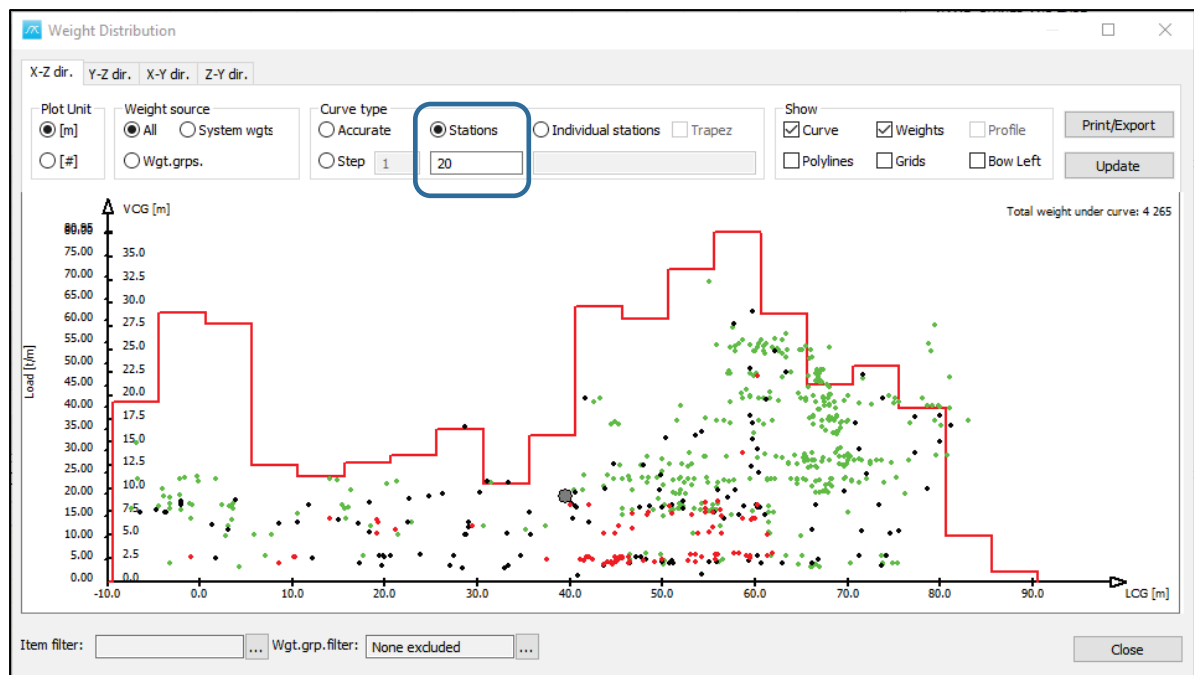 Weight Distribution
X-Z dir. Y-Z dir. X-Y dir. Z-Y dir.
Plot Unit Weight source Curve type Show
[m] All System wgts Accurate Stations Individual stations Trapez Curve Weights Profile Print/Export
[#] Wgt.grps. Step 1 20 Polylines Grids Bow Left Update
VCG [m] Total weight under curve: 4 265
75.00 35.0
70.00 32.5
65.00 30.0
60.00 27.5
55.00 25.0
50.00 22.5
45.00 20.0
40.00 17.5
35.00 15.0
30.00 12.5
25.00 10.0
20.00 7.5
15.00 5.0
10.00 2.5
5.00 0.0
0.00
Load [t/m]
-10.0 0.0 10.0 20.0 30.0 40.0 50.0 60.0 70.0 80.0 90.0 LCG [m]
Item filter: ... Wgt.grp.filter: None excluded ... Close